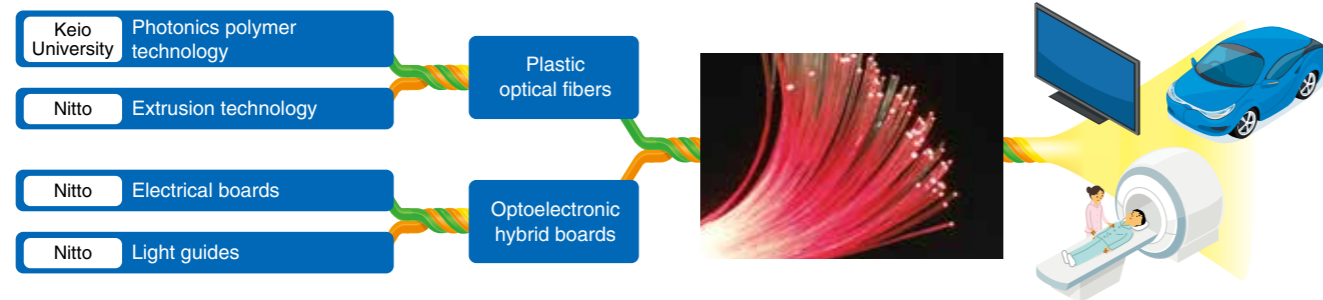 Keio
University
Photonics polymer
technology
Nitto
Extrusion technology
Plastic
optical fibers
Nitto
Electrical boards
Nitto
Light guides
Optoelectronic
hybrid boards